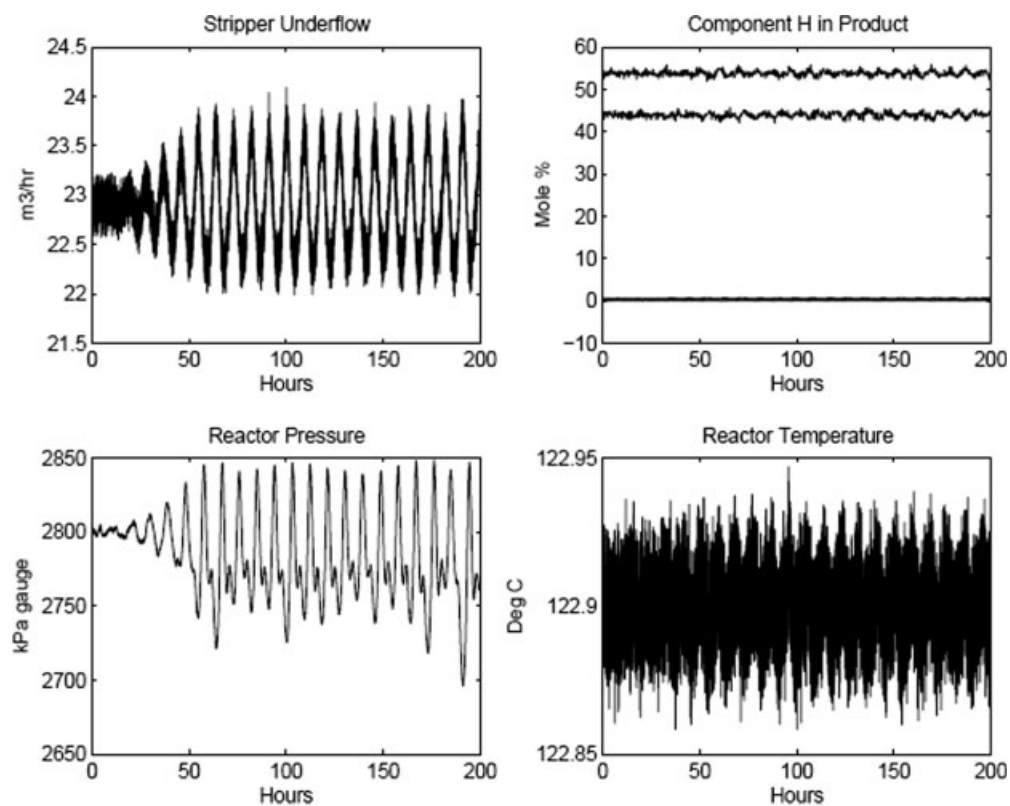 Stripper Underflow
24.5
24
23.5
23
22.5
22
21.5
m3/hr
0 50 100 150 200
Hours
Component H in Product
60
50
40
30
20
10
0
−10
Mole %
0 50 100 150 200
Hours
Reactor Pressure
2850
2800
2750
2700
2650
kPa gauge
0 50 100 150 200
Hours
Reactor Temperature
122.95
122.9
122.85
Deg C
0 50 100 150 200
Hours